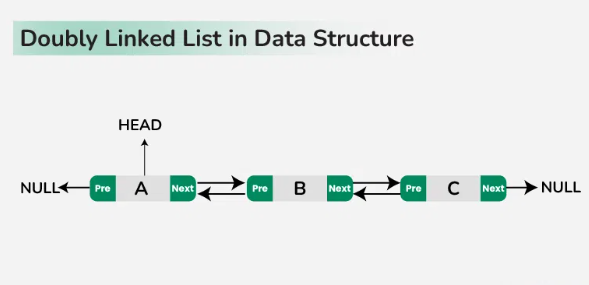 Doubly Linked List in Data Structure
HEAD
NULL Pre A Next Pre B Next Pre C Next NULL